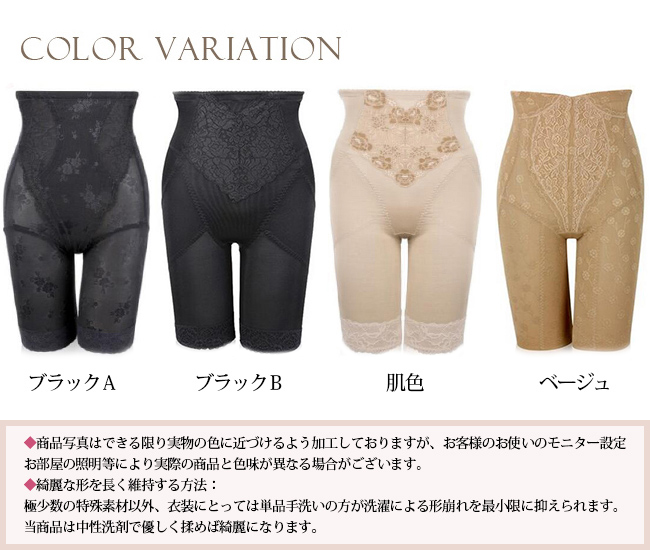 COLOR VARIATION
ブラックA ブラックB 肌色 ベージュ
◆商品写真はできる限り実物の色に近づけるよう加工しておりますが、お客様のお使いのモニター設定
お部屋の照明等により実際の商品と色味が異なる場合がございます。
◆綺麗な形を長く維持する方法：
極少数の特殊素材以外、衣装にとっては単品手洗いの方が洗濯による形崩れを最小限に抑えられます。
当商品は中性洗剤で優しく揉めば綺麗になります。